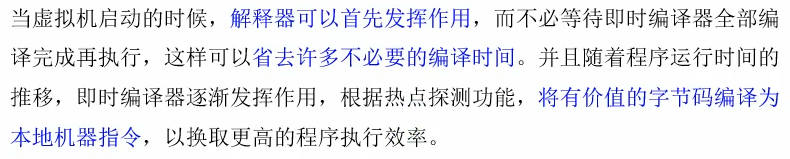 当虚拟机启动的时候，解释器可以首先发挥作用，而不必等待即时编译器全部编
译完成再执行，这样可以省去许多不必要的编译时间。并且随着程序运行时间的
推移，即时编译器逐渐发挥作用，根据热点探测功能，将有价值的字节码编译为
本地机器指令，以换取更高的程序执行效率。